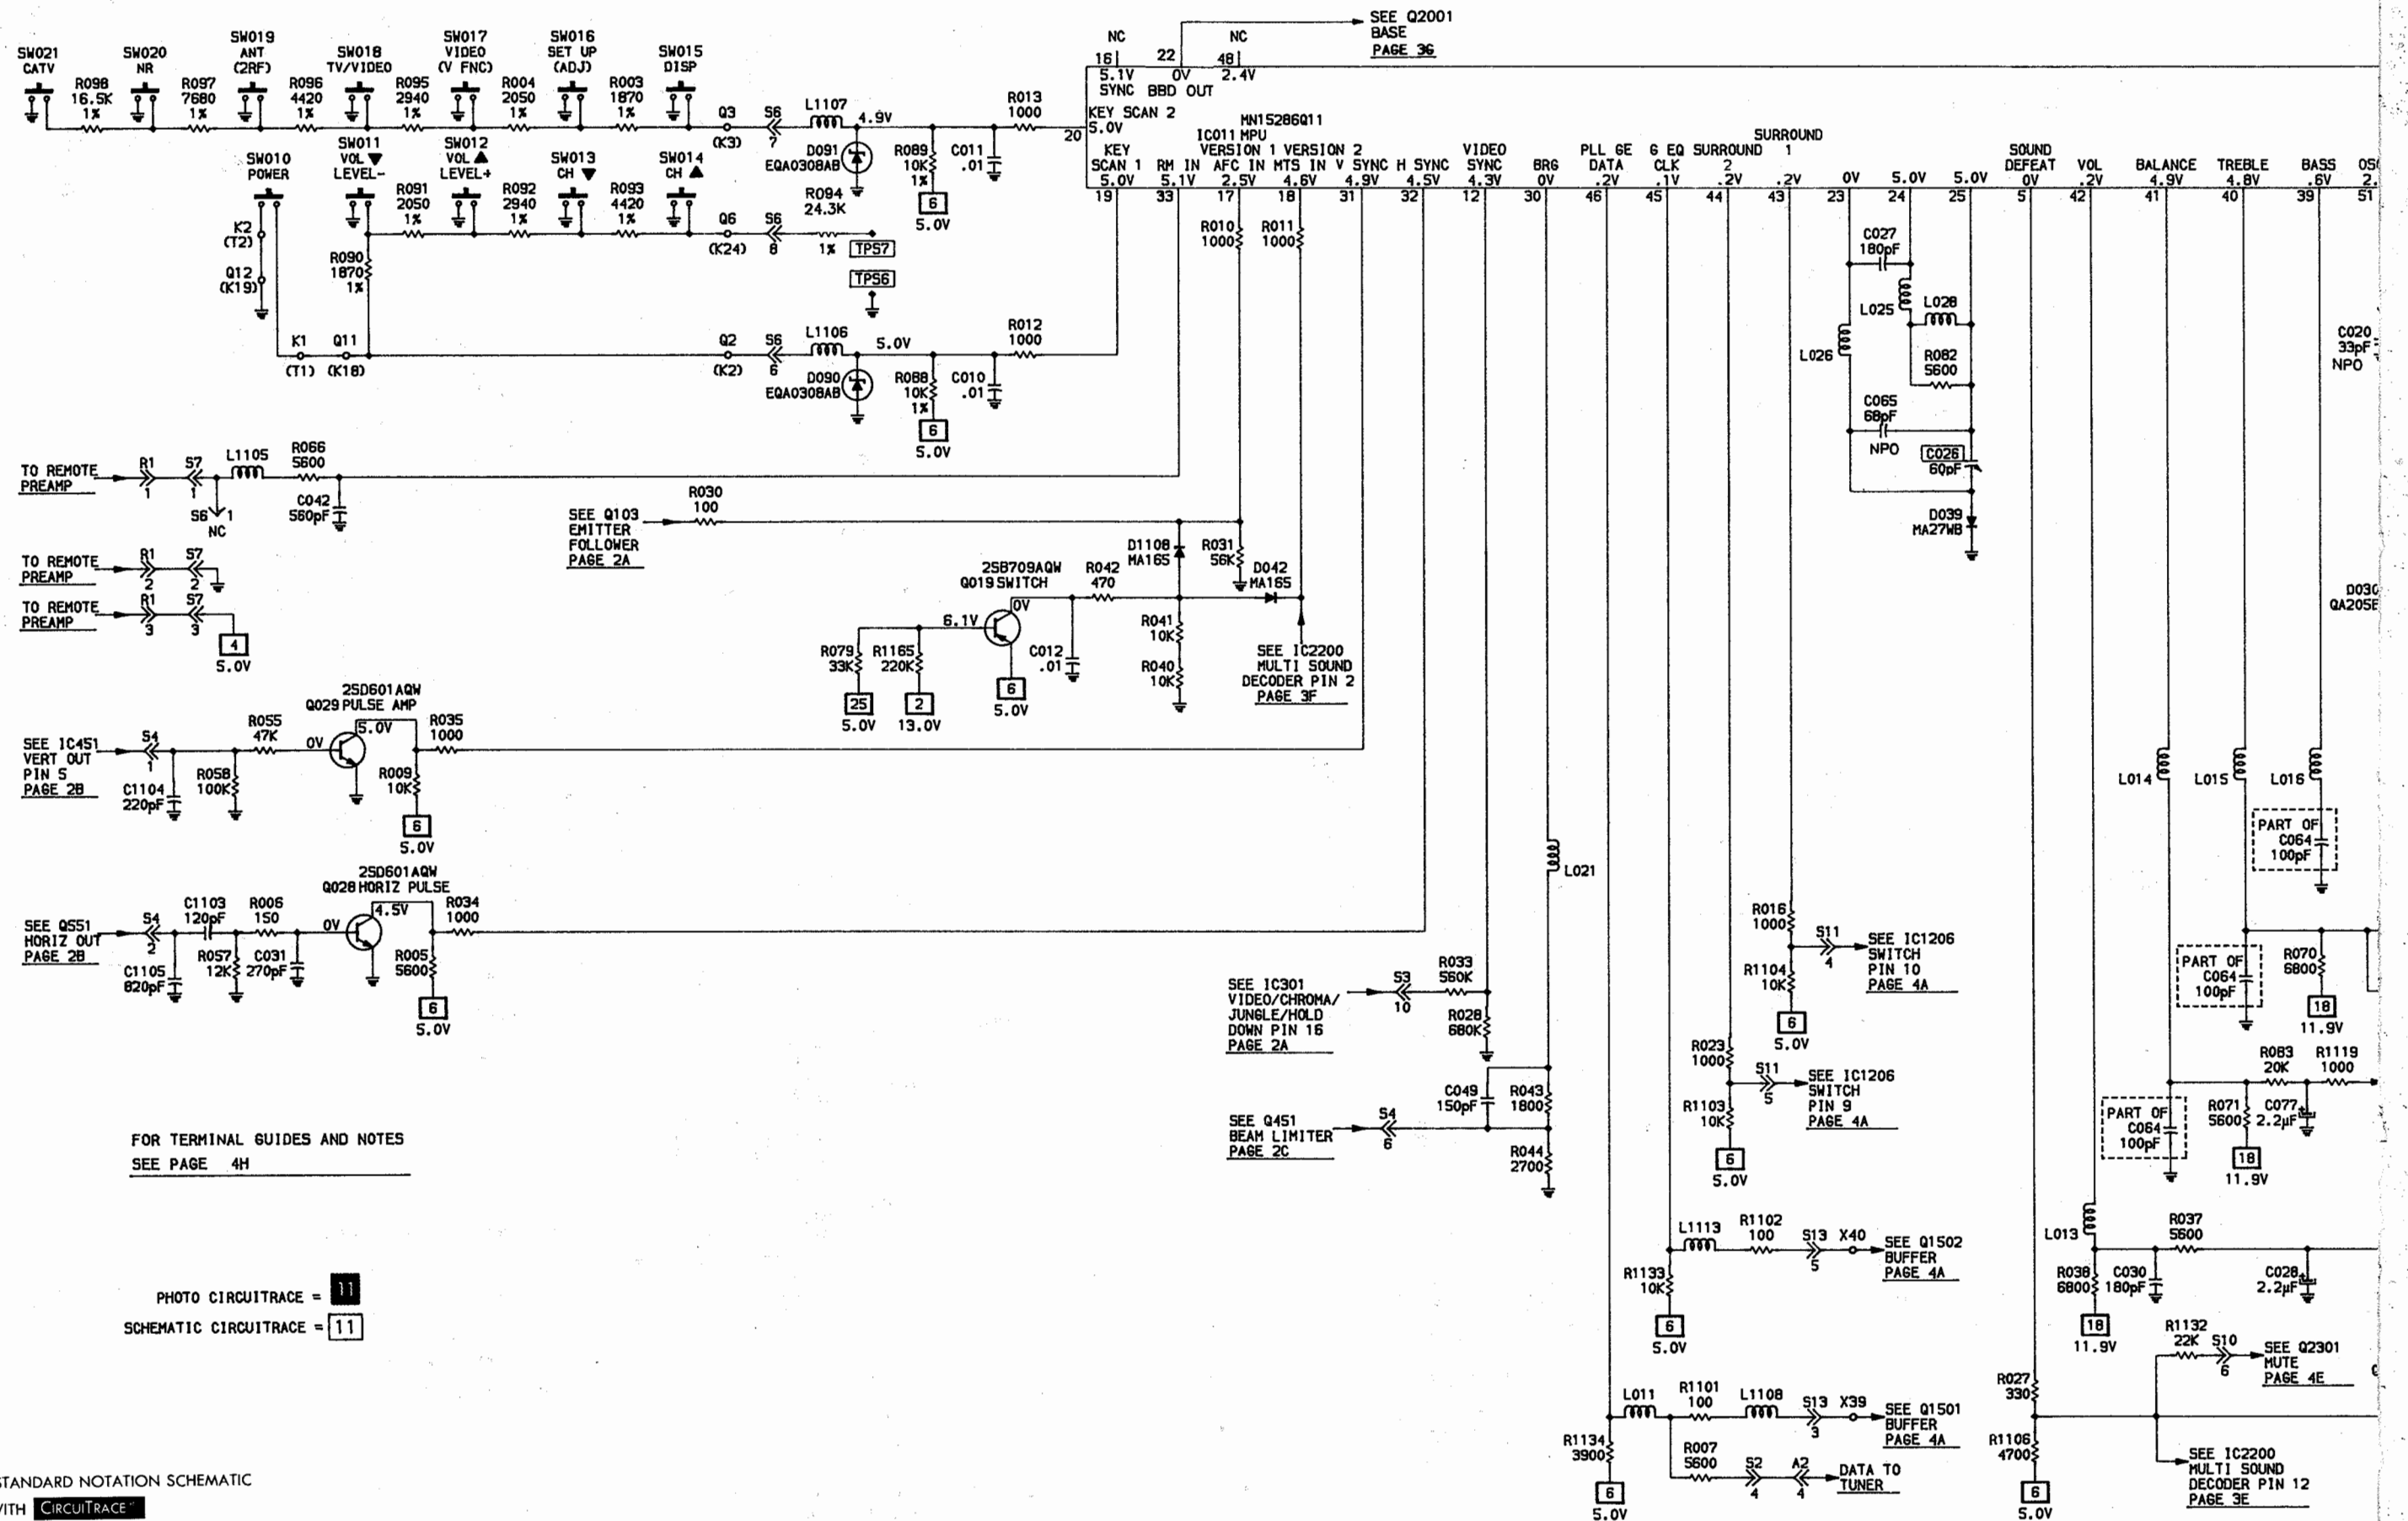 SEE Q2001
BASE
PAGE 3G
NC
22
NC
16
48
5.1V
0V
2.4V
SYNC BBD OUT
SW021
CATV
R098
16.5K
1%
SW020
NR
R097
7680
1%
SW019
ANT
(2RF)
R096
4420
1%
SW018
TV/VIDEO
R095
2940
1%
SW017
VIDEO
(V FNC)
R004
2050
1%
SW016
SET UP
(ADJ)
R003
1870
1%
SW015
DISP
Q3
(K3)
S6
7
L1107
4.9V
D091
EQA0308AB
R089
10K
1%
6
5.0V
C011
.01
R013
1000
20
KEY SCAN 2
5.0V
MN15286Q11
IC011 MPU
VERSION 1 VERSION 2
KEY
SCAN 1
RM IN
AFC IN
MTS IN
V SYNC
H SYNC
VIDEO
SYNC
BRG
PLL GE
DATA
G EQ
CLK
SURROUND
2
SURROUND
1
SOUND
DEFEAT
VOL
BALANCE
TREBLE
BASS
OSC
5.0V
5.1V
2.5V
4.6V
4.9V
4.5V
4.3V
0V
.2V
.1V
.2V
.2V
0V
5.0V
5.0V
0V
.2V
4.9V
4.8V
.6V
2.
19
33
17
18
31
32
12
30
46
45
44
43
23
24
25
5
42
41
40
39
51
SW010
POWER
SW011
VOL ▼
LEVEL-
R091
2050
1%
SW012
VOL ▲
LEVEL+
R092
2940
1%
SW013
CH ▼
R093
4420
1%
SW014
CH ▲
Q6
(K24)
S6
8
R094
24.3K
1%
TPS7
TPS6
K2
(T2)
Q12
(K19)
R090
1870
1%
K1
(T1)
Q11
(K18)
Q2
(K2)
S6
6
L1106
5.0V
D090
EQA0308AB
R088
10K
1%
6
5.0V
C010
.01
R012
1000
R010
1000
R011
1000
C027
180pF
L025
L028
L026
R082
5600
C065
68pF
NPO
C026
60pF
D039
MA27WB
C020
33pF
NPO
TO REMOTE
PREAMP
R1
1
S7
1
L1105
R066
5600
S6
1
NC
C042
560pF
TO REMOTE
PREAMP
R1
2
S7
2
TO REMOTE
PREAMP
R1
3
S7
3
4
5.0V
SEE Q103
EMITTER
FOLLOWER
PAGE 2A
R030
100
D1108
MA165
R031
56K
2SB709AQW
Q019 SWITCH
R042
470
D042
MA165
0V
6.1V
R079
33K
R1165
220K
C012
.01
R041
10K
R040
10K
25
5.0V
2
13.0V
6
5.0V
SEE IC2200
MULTI SOUND
DECODER PIN 2
PAGE 3F
D030
QA205E
2SD601AQW
Q029 PULSE AMP
SEE IC451
VERT OUT
PIN 5
PAGE 2B
S4
1
R055
47K
0V
5.0V
R035
1000
C1104
220pF
R058
100K
R009
10K
6
5.0V
2SD601AQW
Q028 HORIZ PULSE
SEE Q551
HORIZ OUT
PAGE 2B
S4
2
C1103
120pF
R006
150
0V
4.5V
R034
1000
C1105
820pF
R057
12K
C031
270pF
R005
5600
6
5.0V
L014
L015
L016
PART OF
C064
100pF
L021
R016
1000
S11
4
SEE IC1206
SWITCH
PIN 10
PAGE 4A
R1104
10K
6
5.0V
PART OF
C064
100pF
R070
6800
18
11.9V
SEE IC301
VIDEO/CHROMA/
JUNGLE/HOLD
DOWN PIN 16
PAGE 2A
S3
10
R033
560K
R028
680K
R023
1000
S11
5
SEE IC1206
SWITCH
PIN 9
PAGE 4A
R1103
10K
6
5.0V
R083
20K
R1119
1000
PART OF
C064
100pF
R071
5600
C077
2.2µF
18
11.9V
SEE Q451
BEAM LIMITER
PAGE 2C
S4
6
C049
150pF
R043
1800
R044
2700
FOR TERMINAL GUIDES AND NOTES
SEE PAGE 4H
L1113
R1102
100
S13
5
X40
SEE Q1502
BUFFER
PAGE 4A
R1133
10K
6
5.0V
L013
R037
5600
R038
6800
C030
180pF
C028
2.2µF
18
11.9V
PHOTO CIRCUITRACE = 11
SCHEMATIC CIRCUITRACE = 11
R1132
22K
S10
6
SEE Q2301
MUTE
PAGE 4E
R027
330
L011
R1101
100
L1108
S13
3
X39
SEE Q1501
BUFFER
PAGE 4A
R1134
3900
6
5.0V
R007
5600
S2
4
A2
4
DATA TO
TUNER
R1106
4700
6
5.0V
SEE IC2200
MULTI SOUND
DECODER PIN 12
PAGE 3E
STANDARD NOTATION SCHEMATIC
WITH CIRCUITRACE